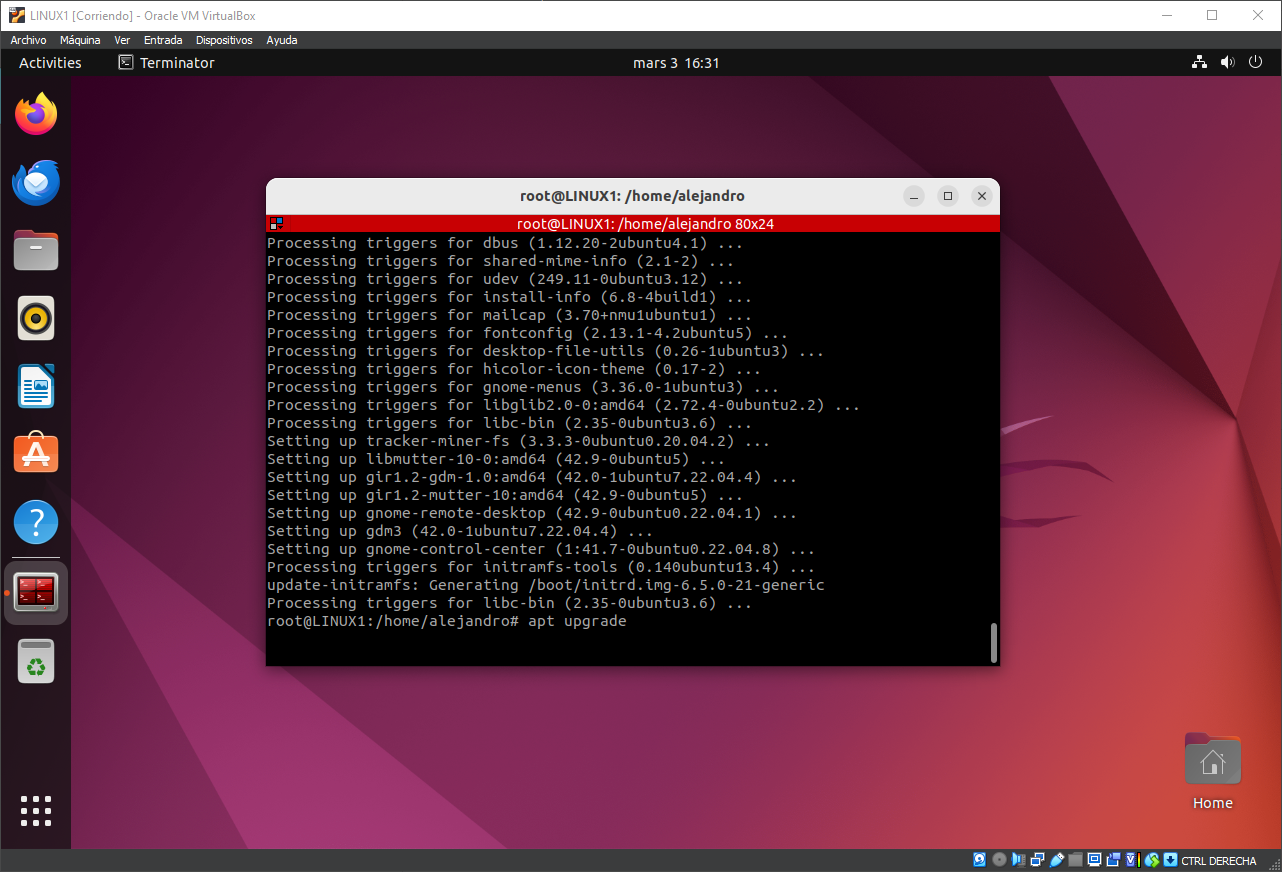 LINUX1 [Corriendo] - Oracle VM VirtualBox
Archivo Máquina Ver Entrada Dispositivos Ayuda
Activities Terminator mars 3 16:31
root@LINUX1: /home/alejandro
root@LINUX1: /home/alejandro 80x24
Processing triggers for dbus (1.12.20-2ubuntu4.1) ...
Processing triggers for shared-mime-info (2.1-2) ...
Processing triggers for udev (249.11-0ubuntu3.12) ...
Processing triggers for install-info (6.8-4build1) ...
Processing triggers for mailcap (3.70+nmu1ubuntu1) ...
Processing triggers for fontconfig (2.13.1-4.2ubuntu5) ...
Processing triggers for desktop-file-utils (0.26-1ubuntu3) ...
Processing triggers for hicolor-icon-theme (0.17-2) ...
Processing triggers for gnome-menus (3.36.0-1ubuntu3) ...
Processing triggers for libglib2.0-0:amd64 (2.72.4-0ubuntu2.2) ...
Processing triggers for libc-bin (2.35-0ubuntu3.6) ...
Setting up tracker-miner-fs (3.3.3-0ubuntu0.20.04.2) ...
Setting up libmutter-10-0:amd64 (42.9-0ubuntu5) ...
Setting up gir1.2-gdm-1.0:amd64 (42.0-1ubuntu7.22.04.4) ...
Setting up gir1.2-mutter-10:amd64 (42.9-0ubuntu5) ...
Setting up gnome-remote-desktop (42.9-0ubuntu0.22.04.1) ...
Setting up gdm3 (42.0-1ubuntu7.22.04.4) ...
Setting up gnome-control-center (1:41.7-0ubuntu0.22.04.8) ...
Processing triggers for initramfs-tools (0.140ubuntu13.4) ...
update-initramfs: Generating /boot/initrd.img-6.5.0-21-generic
Processing triggers for libc-bin (2.35-0ubuntu3.6) ...
root@LINUX1:/home/alejandro# apt upgrade
Home
CTRL DERECHA